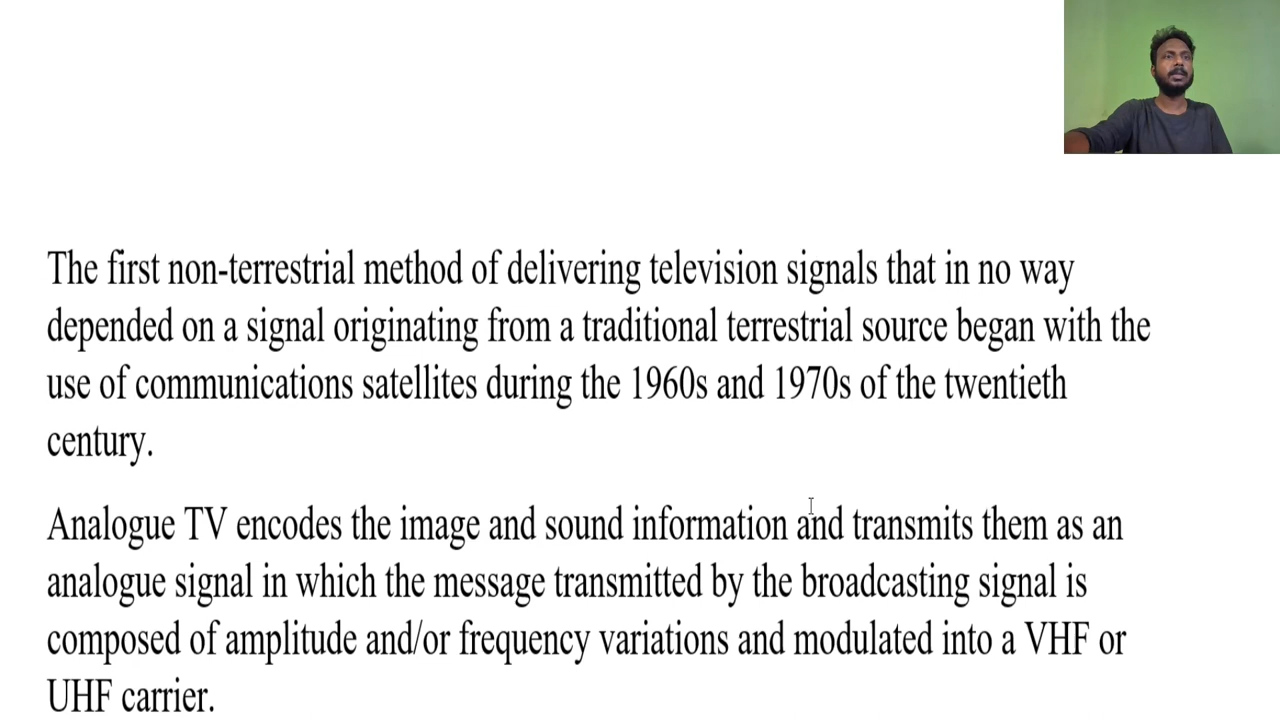 The first non-terrestrial method of delivering television signals that in no way
depended on a signal originating from a traditional terrestrial source began with the
use of communications satellites during the 1960s and 1970s of the twentieth
century.
Analogue TV encodes the image and sound information and transmits them as an
analogue signal in which the message transmitted by the broadcasting signal is
composed of amplitude and/or frequency variations and modulated into a VHF or
UHF carrier.